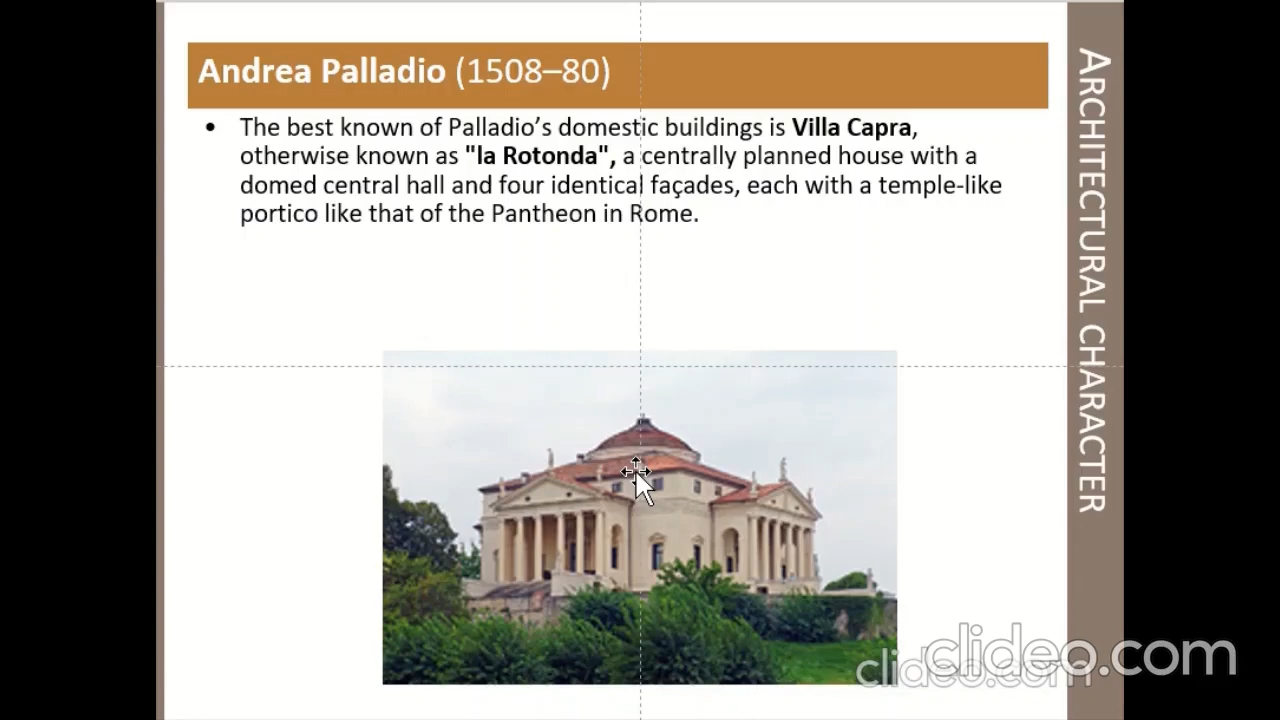 Andrea Palladio (1508–80)
• The best known of Palladio’s domestic buildings is Villa Capra,
otherwise known as "la Rotonda", a centrally planned house with a
domed central hall and four identical façades, each with a temple-like
portico like that of the Pantheon in Rome.
ARCHITECTURAL CHARACTER
clideo.com
clideo.com